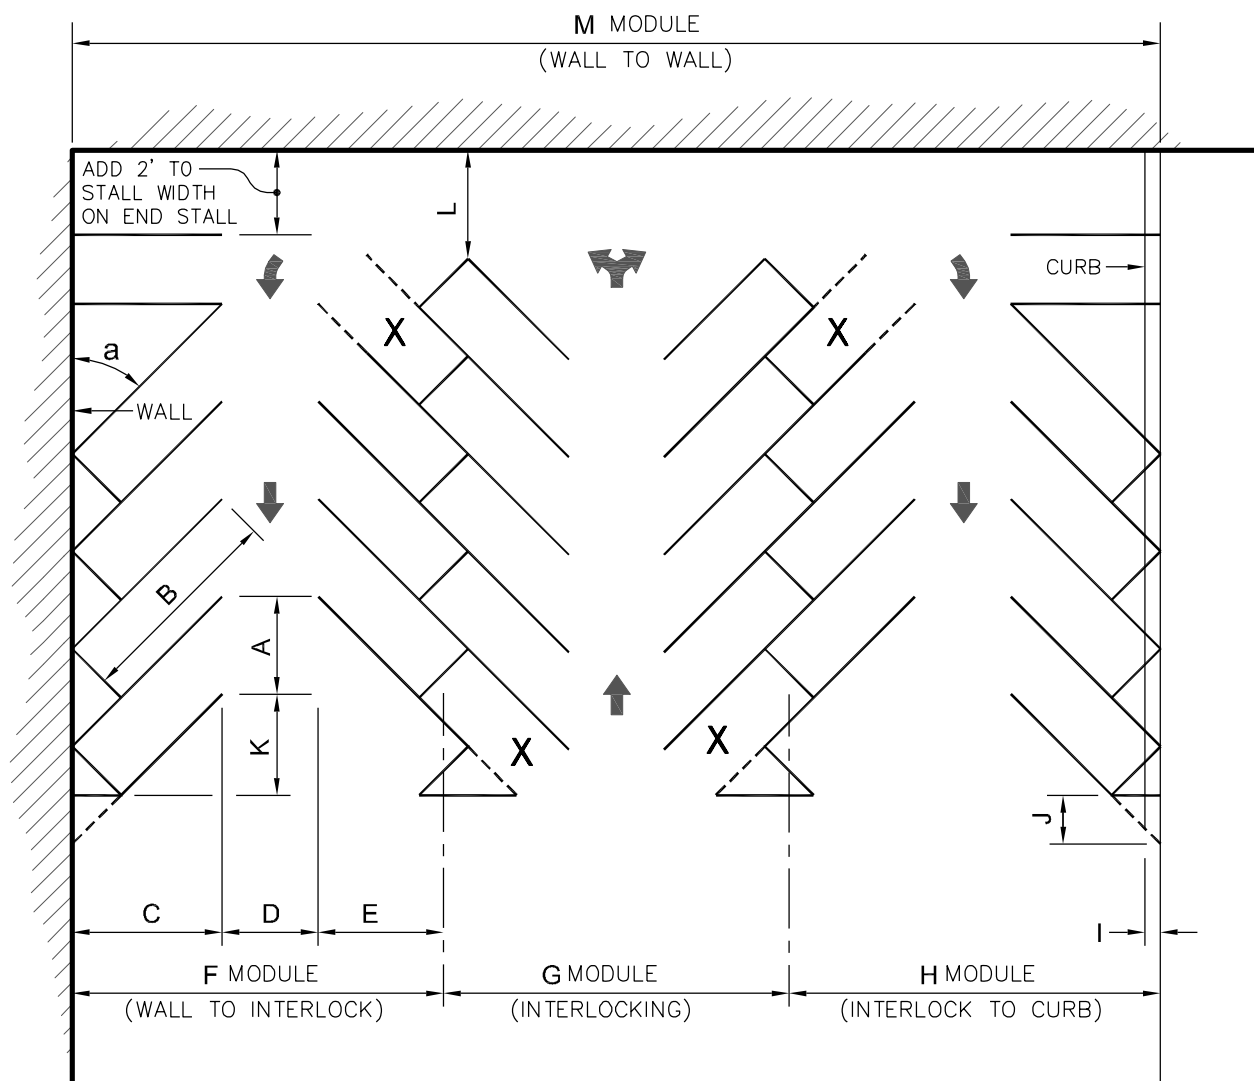 M MODULE
(WALL TO WALL)
ADD 2' TO
STALL WIDTH
ON END STALL
L
CURB
X
X
a
WALL
B
A
K
X
X
J
C
D
E
I
F MODULE
(WALL TO INTERLOCK)
G MODULE
(INTERLOCKING)
H MODULE
(INTERLOCK TO CURB)